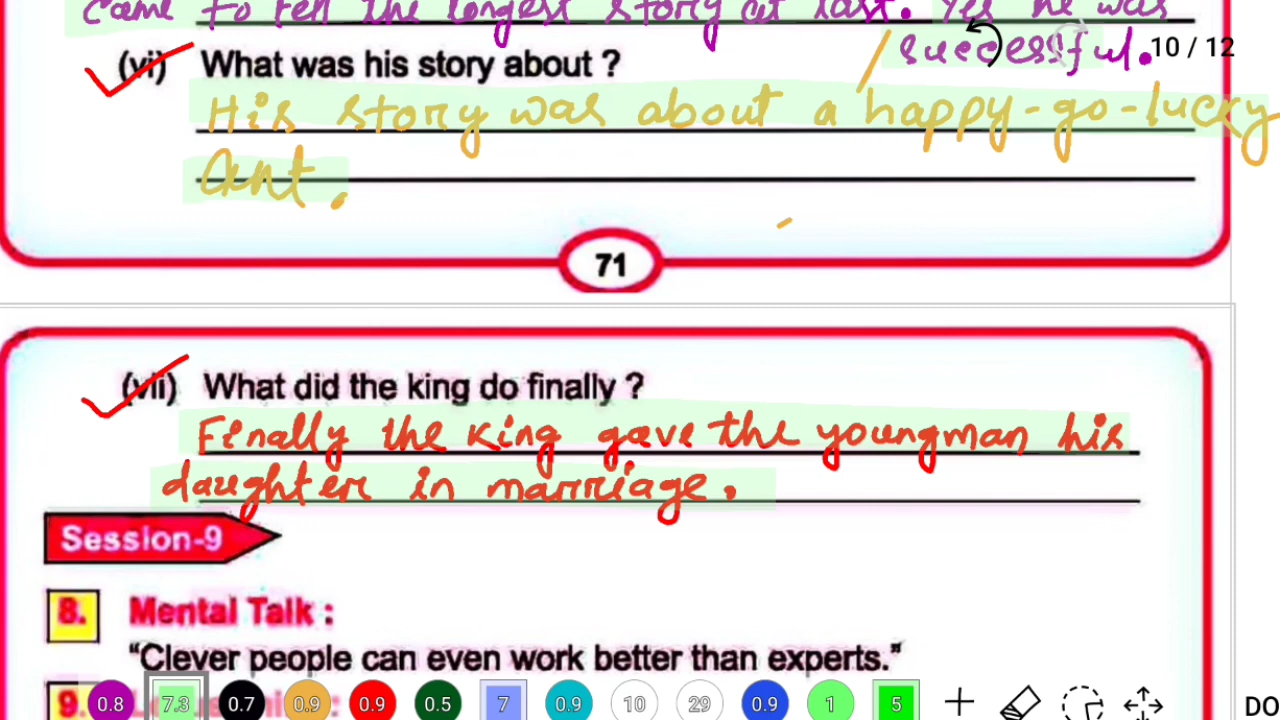 came to tell the longest story at last. Yes he was
successful. 10 / 12
(vi) What was his story about ?
His story was about a happy-go-lucky
ant.
71
(vii) What did the king do finally ?
Finally the king gave the youngman his
daughter in marriage.
Session-9
8. Mental Talk :
“Clever people can even work better than experts.”
9.
0.8 7.3 0.7 0.9 0.9 0.5 7 0.9 10 29 0.9 1 5 DO